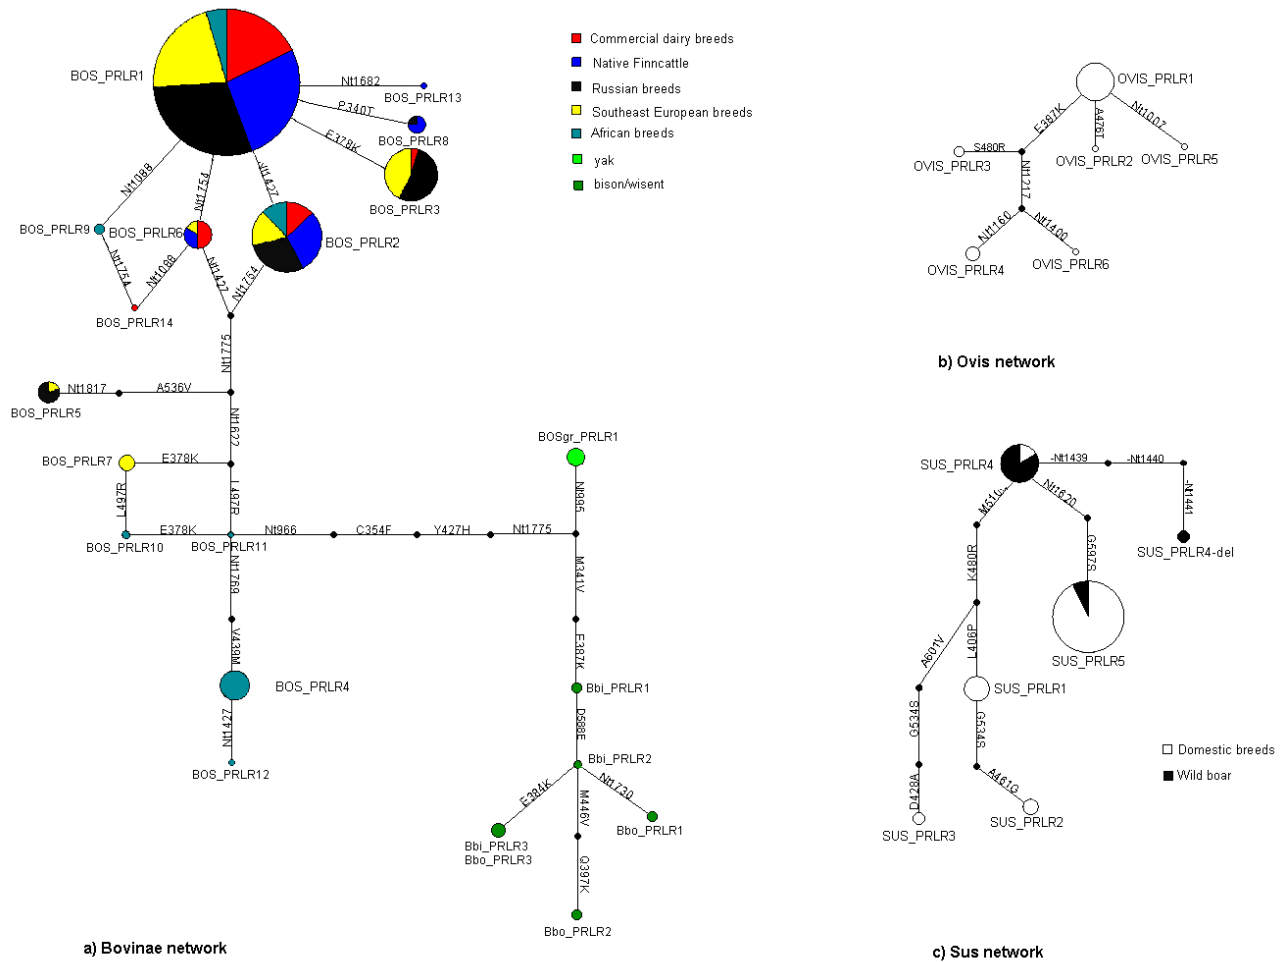 BOS_PRLR1
Nt1682
BOS_PRLR13
P340T
BOS_PRLR8
E378K
BOS_PRLR3
Nt1088
Nt1754
Nt1427
BOS_PRLR9
BOS_PRLR6
BOS_PRLR2
Nt1754
Nt1088
Nt1427
Nt1754
BOS_PRLR14
Nt1775
Nt1817
A536V
BOS_PRLR5
Nt1622
BOS_PRLR7
E378K
L497R
L497R
E378K
BOS_PRLR10
BOS_PRLR11
Nt966
C354F
Y427H
Nt1775
BOSgr_PRLR1
Nt995
Nt1769
V439M
BOS_PRLR4
Nt1427
BOS_PRLR12
M341V
E387K
Bbi_PRLR1
D588E
Bbi_PRLR2
E384K
M446V
Nt1730
Bbo_PRLR1
Bbi_PRLR3
Bbo_PRLR3
Q397K
Bbo_PRLR2
a) Bovinae network
Commercial dairy breeds
Native Finncattle
Russian breeds
Southeast European breeds
African breeds
yak
bison/wisent
OVIS_PRLR1
E387K
A476T
Nt1007
S480R
OVIS_PRLR3
OVIS_PRLR2
OVIS_PRLR5
Nt1217
Nt1160
Nt1400
OVIS_PRLR4
OVIS_PRLR6
b) Ovis network
SUS_PRLR4
-Nt1439
-Nt1440
-Nt1441
SUS_PRLR4-del
Nt1620
G597S
SUS_PRLR5
K480R
A601V
L406P
SUS_PRLR1
G534S
G534S
D428A
A461G
SUS_PRLR3
SUS_PRLR2
Domestic breeds
Wild boar
c) Sus network